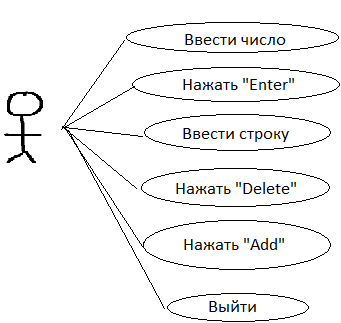 Ввести число
Нажать "Enter"
Ввести строку
Нажать "Delete"
Нажать "Add"
Выйти